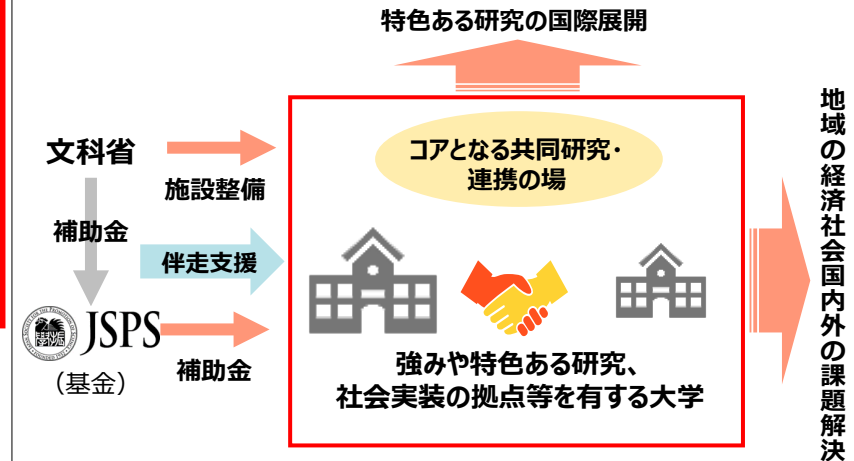 特色ある研究の国際展開
文科省
施設整備
補助金
伴走支援
JSPS
(基金)
補助金
コアとなる共同研究・
連携の場
強みや特色ある研究、
社会実装の拠点等を有する大学
地域の経済社会国内外の課題解決